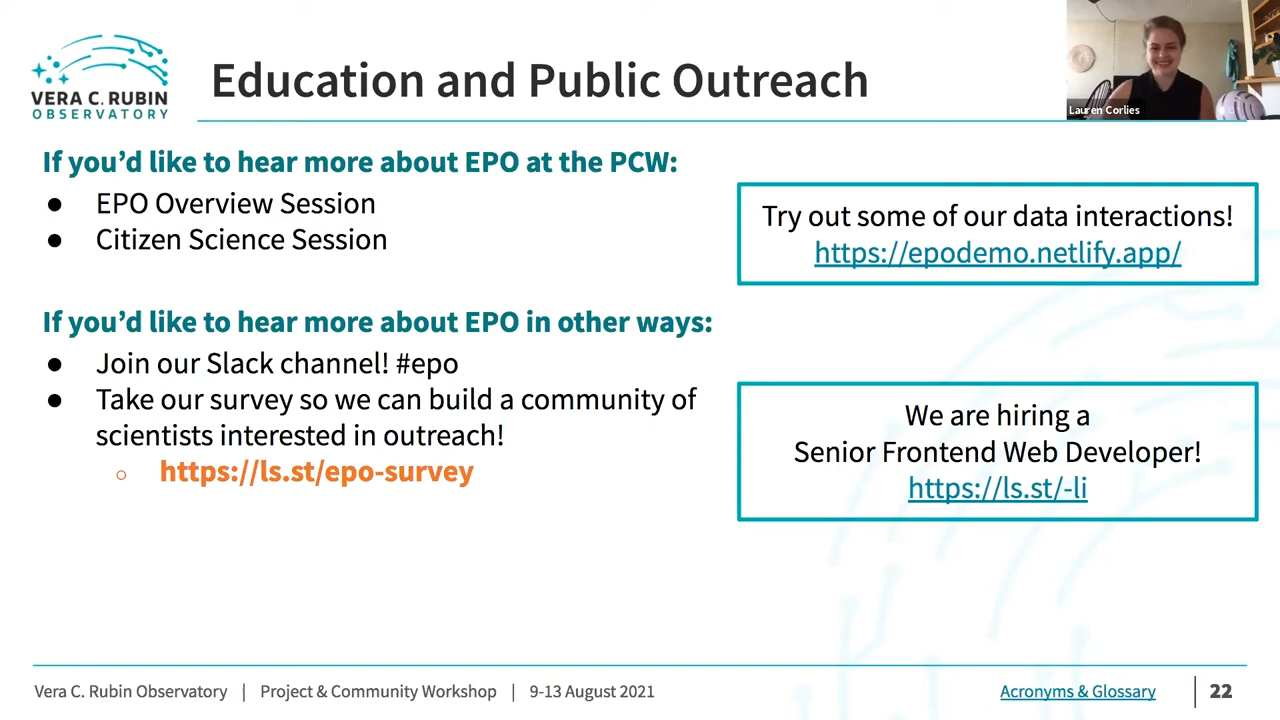 VERA C. RUBIN
OBSERVATORY
Education and Public Outreach
Lauren Corlies
If you’d like to hear more about EPO at the PCW:
● EPO Overview Session
● Citizen Science Session
Try out some of our data interactions!
https://epodemo.netlify.app/
If you’d like to hear more about EPO in other ways:
● Join our Slack channel! #epo
● Take our survey so we can build a community of
scientists interested in outreach!
○ https://ls.st/epo-survey
We are hiring a
Senior Frontend Web Developer!
https://ls.st/-li
Vera C. Rubin Observatory | Project & Community Workshop | 9-13 August 2021
Acronyms & Glossary | 22